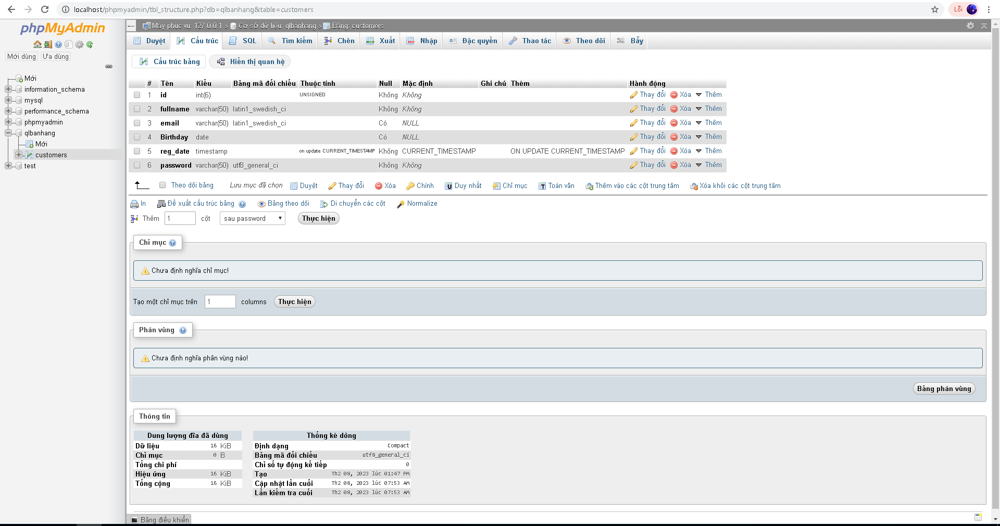 localhost/phpmyadmin/tbl_structure.php?db=qlbanhang&table=customers
Lỗi
phpMyAdmin
Mới dùng Ưa dùng
Mới
information_schema
mysql
performance_schema
phpmyadmin
qlbanhang
Mới
customers
test
Máy phục vụ: 127.0.0.1 » Cơ sở dữ liệu: qlbanhang » Bảng: customers
Duyệt Cấu trúc SQL Tìm kiếm Chèn Xuất Nhập Đặc quyền Thao tác Theo dõi Bẫy
Cấu trúc bảng Hiển thị quan hệ
# Tên Kiểu Bảng mã đối chiếu Thuộc tính Null Mặc định Ghi chú Thêm Hành động
1 id int(6) UNSIGNED Không Không Thay đổi Xóa Thêm
2 fullname varchar(50) latin1_swedish_ci Không Không Thay đổi Xóa Thêm
3 email varchar(50) latin1_swedish_ci Có NULL Thay đổi Xóa Thêm
4 Birthday date Có NULL Thay đổi Xóa Thêm
5 reg_date timestamp on update CURRENT_TIMESTAMP Không CURRENT_TIMESTAMP ON UPDATE CURRENT_TIMESTAMP Thay đổi Xóa Thêm
6 password varchar(50) utf8_general_ci Không Không Thay đổi Xóa Thêm
Theo dõi bảng Lưu mục đã chọn Duyệt Thay đổi Xóa Chính Duy nhất Chỉ mục Toàn văn Thêm vào các cột trung tâm Xóa khỏi các cột trung tâm
In Đề xuất cấu trúc bảng Bảng theo dõi Di chuyển các cột Normalize
Thêm 1 cột sau password Thực hiện
Chỉ mục
Chưa định nghĩa chỉ mục!
Tạo một chỉ mục trên 1 columns Thực hiện
Phân vùng
Chưa định nghĩa phân vùng nào!
Bảng phân vùng
Thông tin
Dung lượng đĩa đã dùng
Dữ liệu 16 KiB
Chỉ mục 0 B
Tổng chi phí
Hiệu ứng 16 KiB
Tổng cộng 16 KiB
Thống kê dòng
Định dạng Compact
Bảng mã đối chiếu utf8_general_ci
Chỉ số tự động kế tiếp 0
Tạo Th2 08, 2023 lúc 01:47 PM
Cập nhật lần cuối Th2 08, 2023 lúc 07:53 AM
Lần kiểm tra cuối Th2 08, 2023 lúc 07:53 AM
Bảng điều khiển